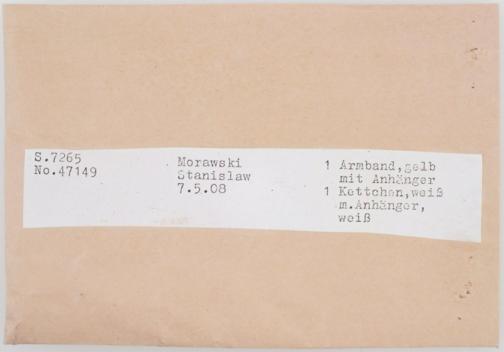 S.7265
No.47149
Morawski
Stanislaw
7.5.08
1 Armband,gelb
mit Anhänger
1 Kettchen,weiß
m.Anhänger,
weiß